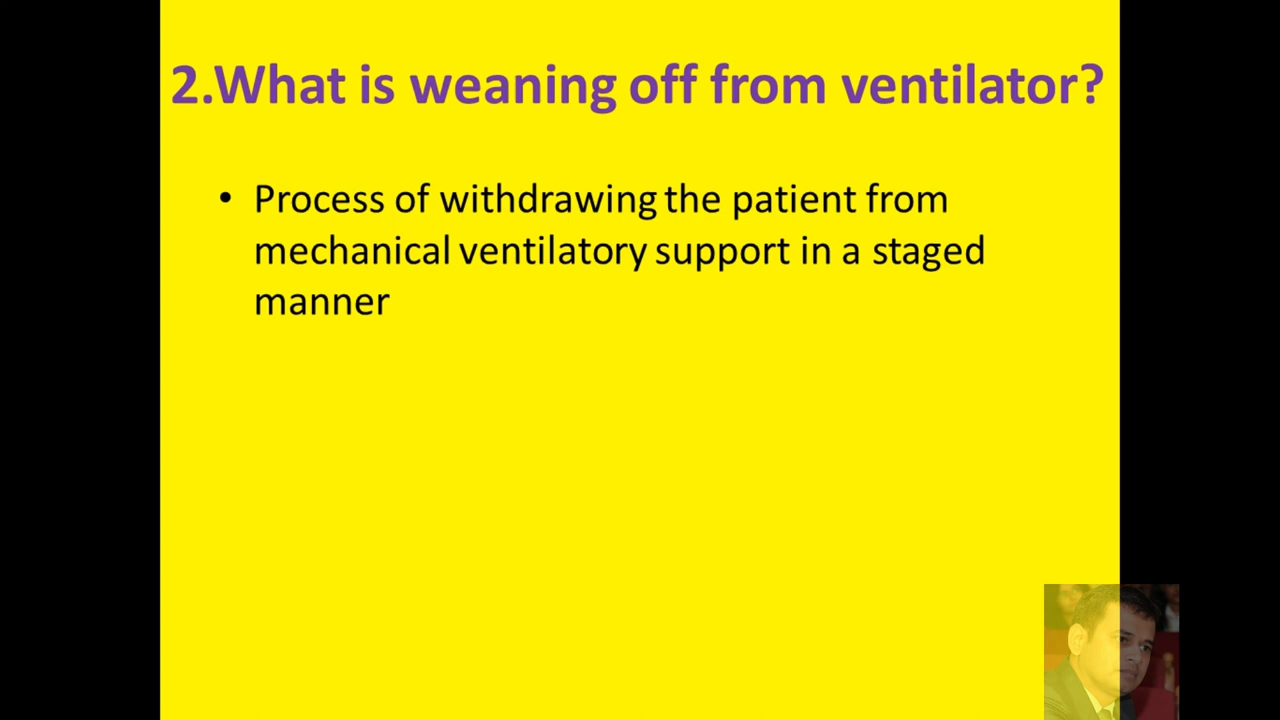 2.What is weaning off from ventilator?
• Process of withdrawing the patient from
mechanical ventilatory support in a staged
manner